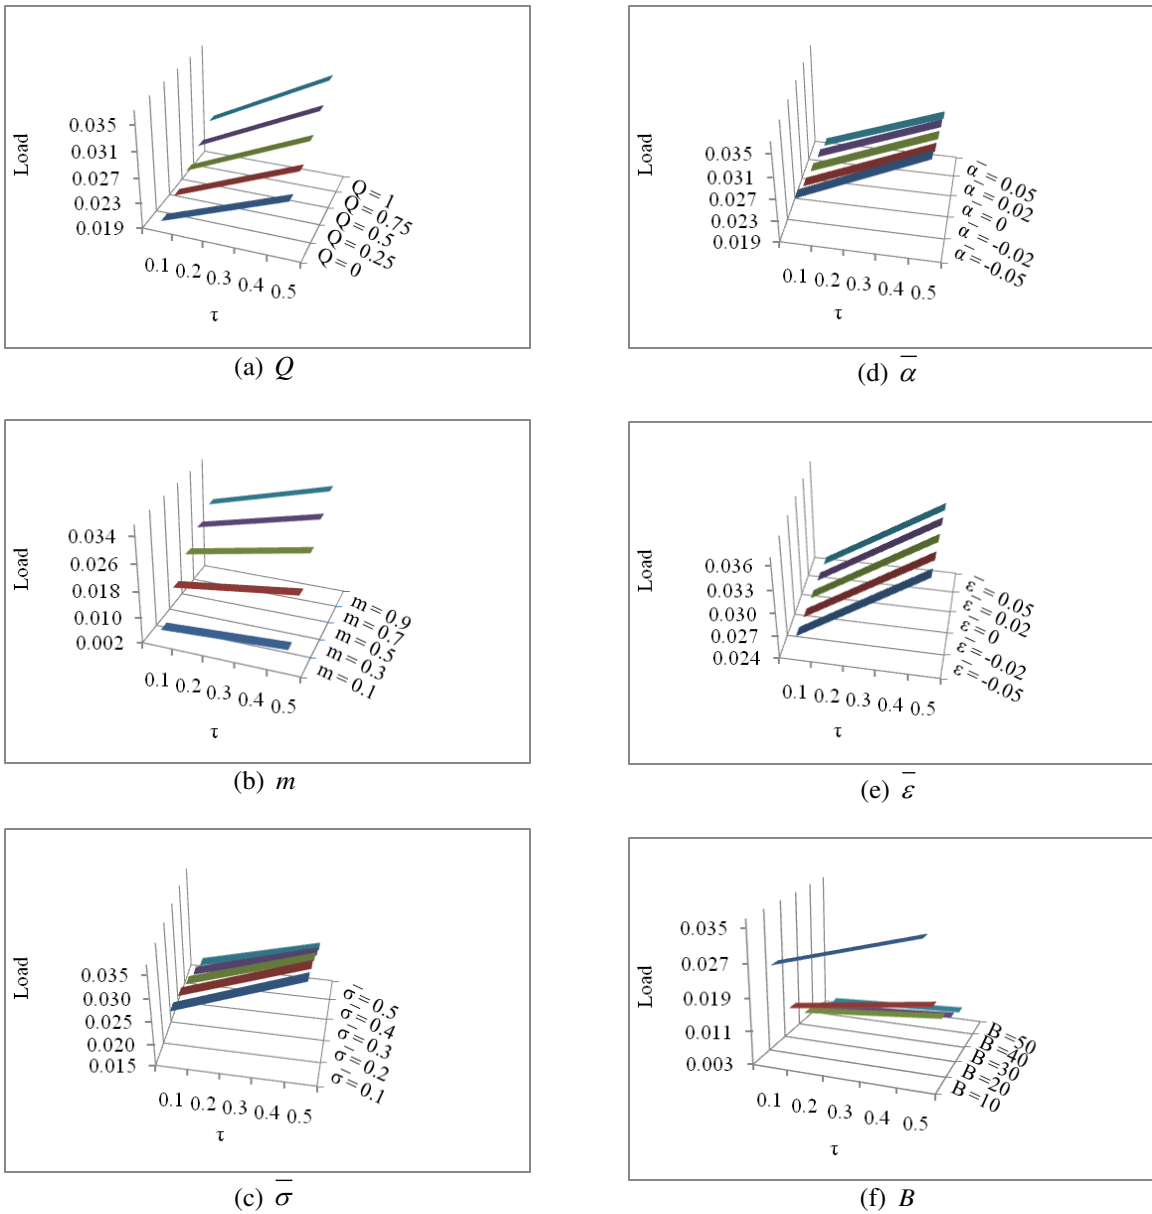 Load
0.035
0.031
0.027
0.023
0.019
0.1 0.2 0.3 0.4 0.5
τ
Q = 1
Q = 0.75
Q = 0.5
Q = 0.25
Q = 0
(a) Q
Load
0.035
0.031
0.027
0.023
0.019
0.1 0.2 0.3 0.4 0.5
τ
α̅ = 0.05
α̅ = 0.02
α̅ = 0
α̅ = -0.02
α̅ = -0.05
(d) α̅
Load
0.034
0.026
0.018
0.010
0.002
0.1 0.2 0.3 0.4 0.5
τ
m = 0.9
m = 0.7
m = 0.5
m = 0.3
m = 0.1
(b) m
Load
0.036
0.033
0.030
0.027
0.024
0.1 0.2 0.3 0.4 0.5
τ
ε̅ = 0.05
ε̅ = 0.02
ε̅ = 0
ε̅ = -0.02
ε̅ = -0.05
(e) ε̅
Load
0.035
0.030
0.025
0.020
0.015
0.1 0.2 0.3 0.4 0.5
τ
σ̅ = 0.5
σ̅ = 0.4
σ̅ = 0.3
σ̅ = 0.2
σ̅ = 0.1
(c) σ̅
Load
0.035
0.027
0.019
0.011
0.003
0.1 0.2 0.3 0.4 0.5
τ
B =50
B =40
B =30
B =20
B =10
(f) B